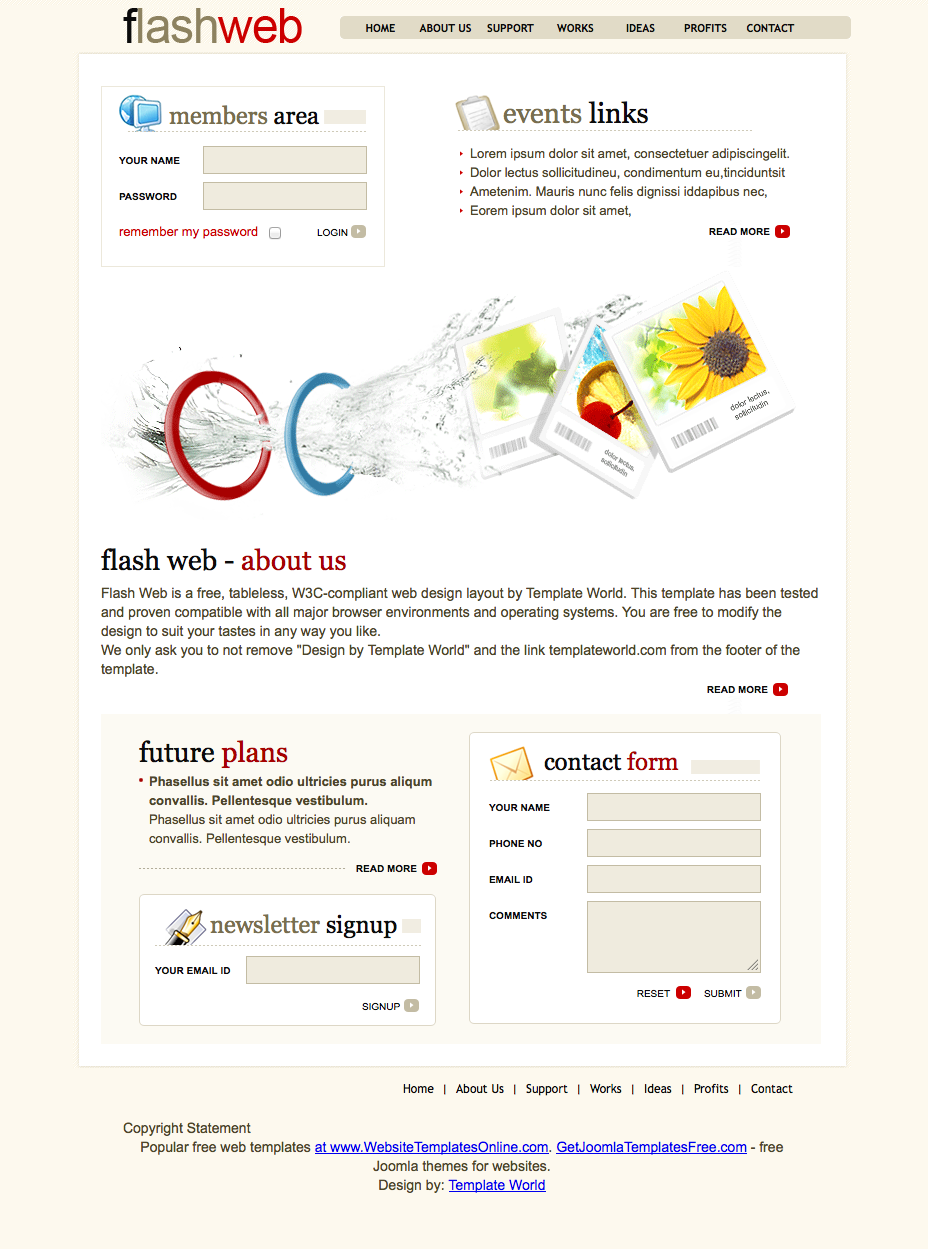 flashweb
HOME ABOUT US SUPPORT WORKS IDEAS PROFITS CONTACT
members area
YOUR NAME
PASSWORD
remember my password LOGIN
events links
Lorem ipsum dolor sit amet, consectetuer adipiscingelit.
Dolor lectus sollicitudineu, condimentum eu,tinciduntsit
Ametenim. Mauris nunc felis dignissi iddapibus nec,
Eorem ipsum dolor sit amet,
READ MORE
dolor lectus,
sollicitudin
dolor lectus,
sollicitudin
flash web - about us
Flash Web is a free, tableless, W3C-compliant web design layout by Template World. This template has been tested
and proven compatible with all major browser environments and operating systems. You are free to modify the
design to suit your tastes in any way you like.
We only ask you to not remove "Design by Template World" and the link templateworld.com from the footer of the
template.
READ MORE
future plans
Phasellus sit amet odio ultricies purus aliqum
convallis. Pellentesque vestibulum.
Phasellus sit amet odio ultricies purus aliquam
convallis. Pellentesque vestibulum.
READ MORE
newsletter signup
YOUR EMAIL ID
SIGNUP
contact form
YOUR NAME
PHONE NO
EMAIL ID
COMMENTS
RESET SUBMIT
Home | About Us | Support | Works | Ideas | Profits | Contact
Copyright Statement
Popular free web templates at www.WebsiteTemplatesOnline.com. GetJoomlaTemplatesFree.com - free
Joomla themes for websites.
Design by: Template World